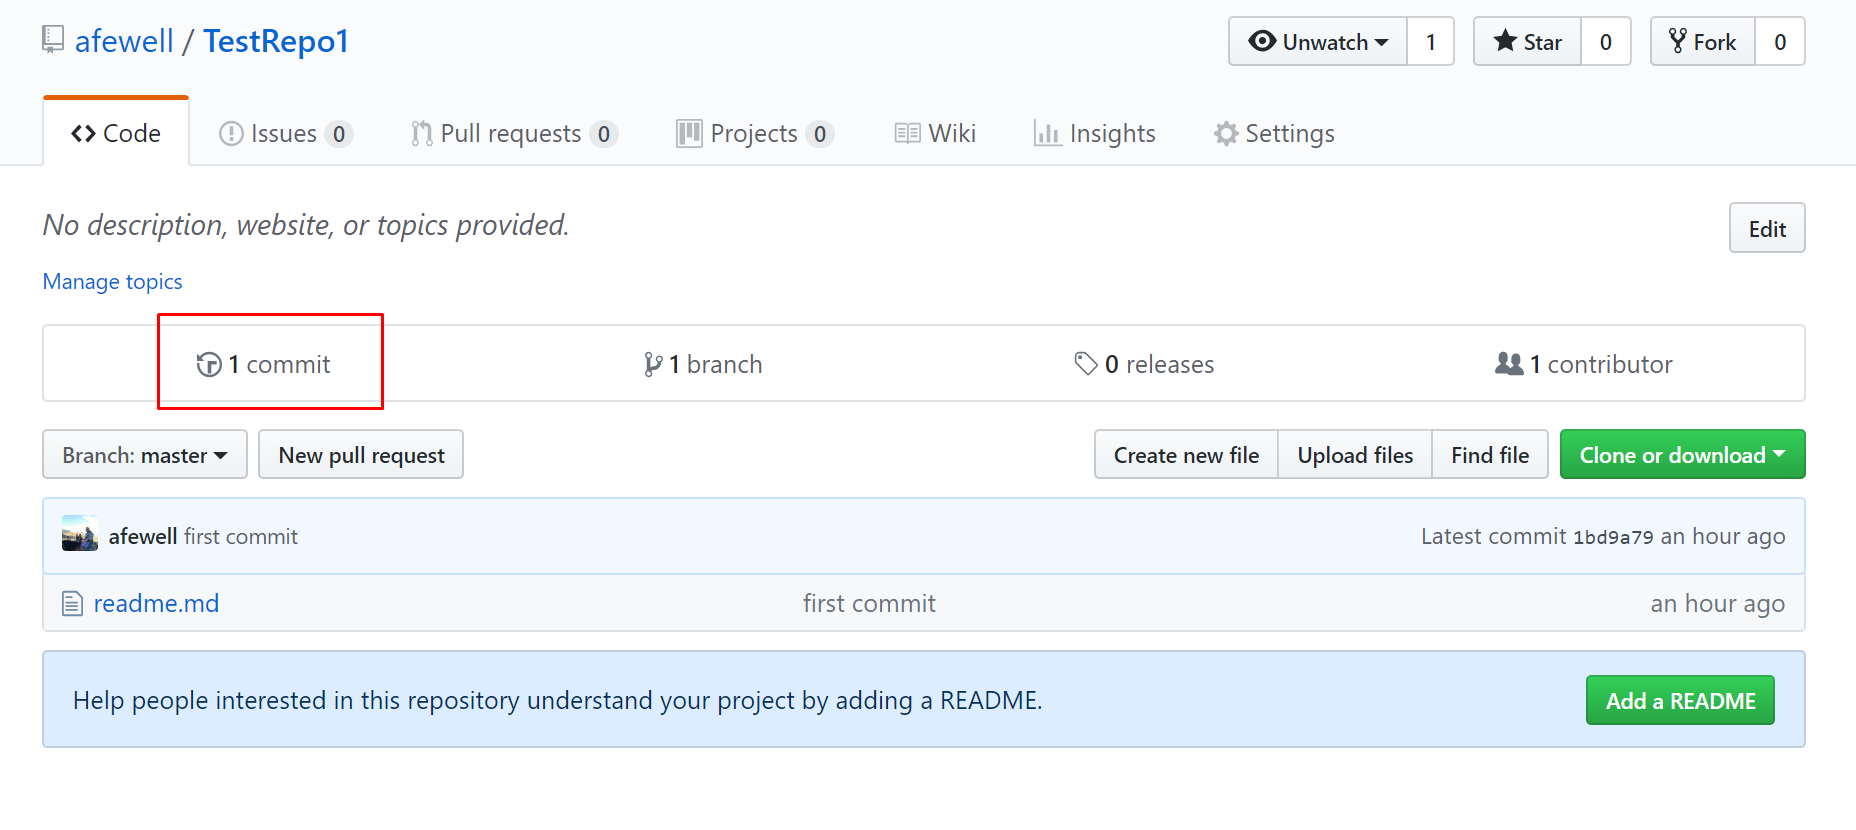 afewell / TestRepo1
Unwatch 1 Star 0 Fork 0
Code Issues 0 Pull requests 0 Projects 0 Wiki Insights Settings
No description, website, or topics provided. Edit
Manage topics
1 commit 1 branch 0 releases 1 contributor
Branch: master New pull request Create new file Upload files Find file Clone or download
afewell first commit Latest commit 1bd9a79 an hour ago
readme.md first commit an hour ago
Help people interested in this repository understand your project by adding a README. Add a README